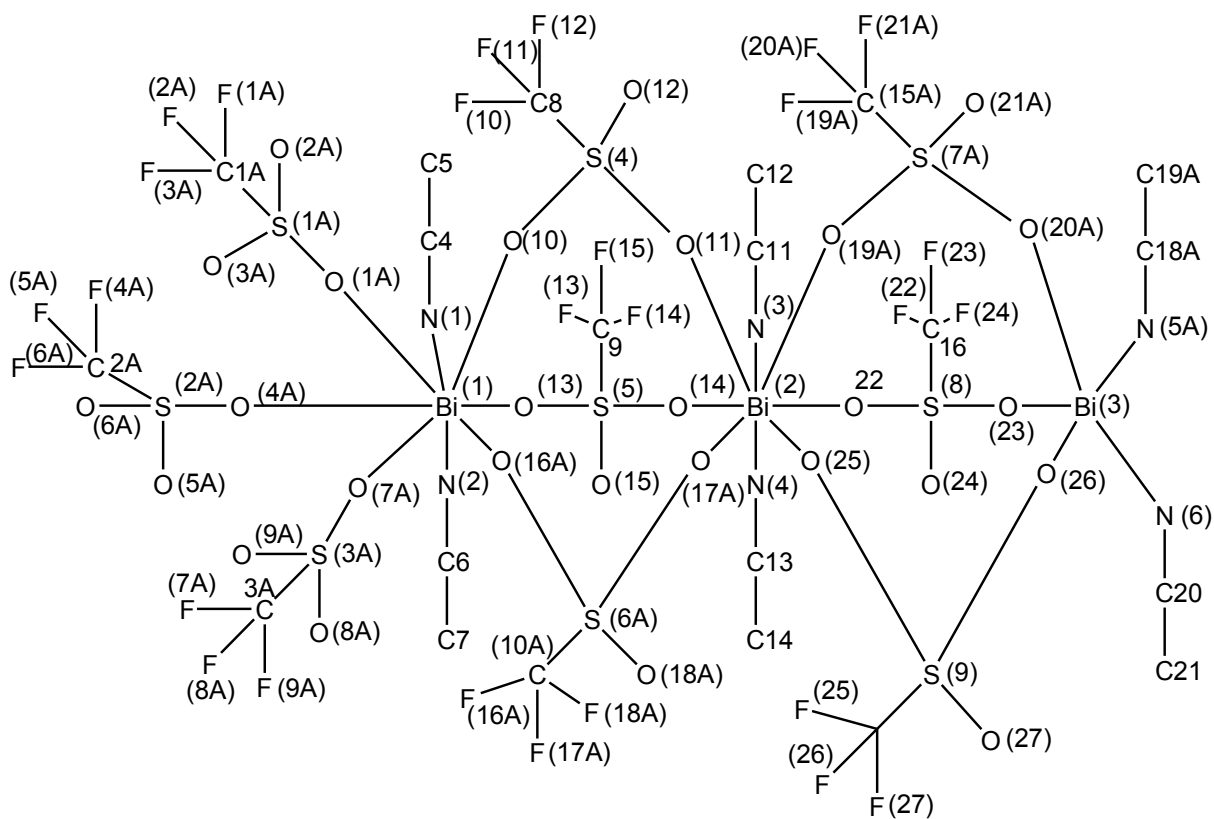 F(12)
F(11)
C8
O(12)
F(10)
S(4)
F(21A)
(20A)F
F(19A)
C(15A)
O(21A)
S(7A)
(2A)
F
F(1A)
F(3A)
C1A
O(2A)
S(1A)
O(3A)
O(1A)
C5
C4
N(1)
O(10)
O(11)
C12
C11
N(3)
O(19A)
O(20A)
C19A
C18A
N(5A)
(5A)
F
F(4A)
F(6A)
C2A
(2A)
S
O(6A)
O(5A)
O(4A)
F(15)
(13)
F
F(14)
C9
F(23)
(22)
F
F(24)
C16
Bi(1)
O(13)
S(5)
O(14)
Bi(2)
O22
S(8)
O(23)
Bi(3)
O(7A)
N(2)
O(16A)
O(15)
O(17A)
N(4)
O(25)
O(24)
O(26)
N(6)
(9A)
O
S(3A)
(7A)
F
3A
C
O(8A)
F(8A)
F(9A)
C6
C7
S(6A)
(10A)
C
O(18A)
F(16A)
F(18A)
F(17A)
C13
C14
C20
C21
S(9)
(25)
F
(26)
F
F(27)
O(27)